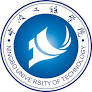 宁波工程学院
NINGBO UNIVERSITY OF TECHNOLOGY